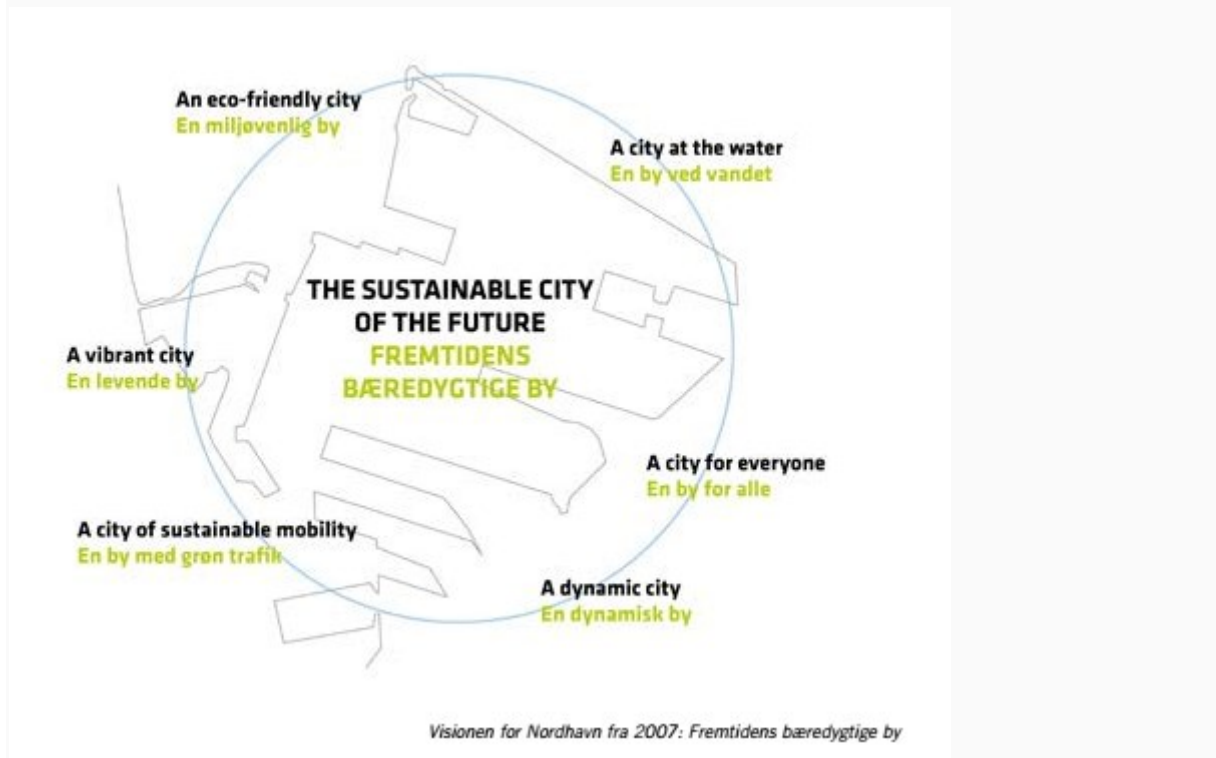 An eco-friendly city
En miljøvenlig by
A city at the water
En by ved vandet
THE SUSTAINABLE CITY
OF THE FUTURE
FREMTIDENS
BÆREDYGTIGE BY
A vibrant city
En levende by
A city for everyone
En by for alle
A city of sustainable mobility
En by med grøn trafik
A dynamic city
En dynamisk by
Visionen for Nordhavn fra 2007: Fremtidens bæredygtige by